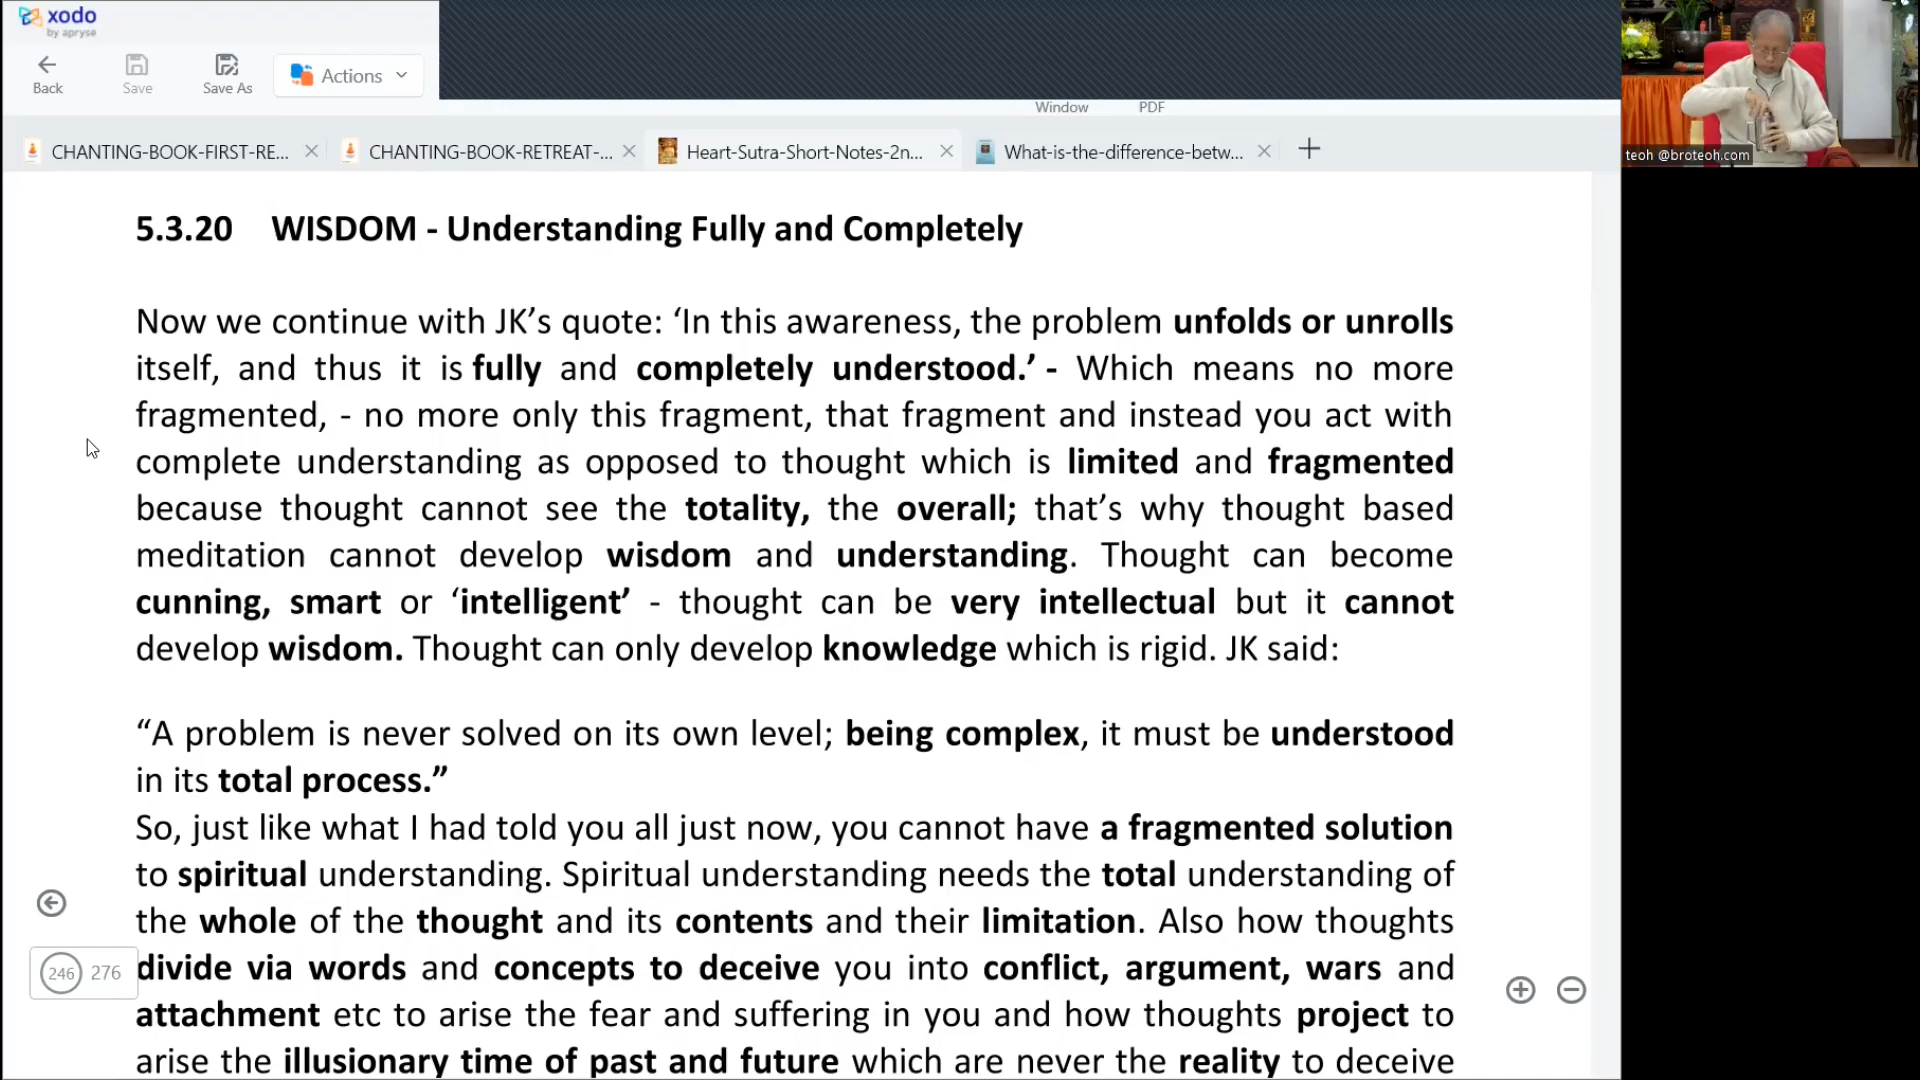 xodo
by apryse
Back
Save
Save As
Actions
Window
PDF
CHANTING-BOOK-FIRST-RE...
CHANTING-BOOK-RETREAT-...
Heart-Sutra-Short-Notes-2n...
What-is-the-difference-betw...
teoh @broteoh.com
5.3.20 WISDOM - Understanding Fully and Completely
Now we continue with JK’s quote: ‘In this awareness, the problem unfolds or unrolls
itself, and thus it is fully and completely understood.’ - Which means no more
fragmented, - no more only this fragment, that fragment and instead you act with
complete understanding as opposed to thought which is limited and fragmented
because thought cannot see the totality, the overall; that’s why thought based
meditation cannot develop wisdom and understanding. Thought can become
cunning, smart or ‘intelligent’ - thought can be very intellectual but it cannot
develop wisdom. Thought can only develop knowledge which is rigid. JK said:
“A problem is never solved on its own level; being complex, it must be understood
in its total process.”
So, just like what I had told you all just now, you cannot have a fragmented solution
to spiritual understanding. Spiritual understanding needs the total understanding of
the whole of the thought and its contents and their limitation. Also how thoughts
divide via words and concepts to deceive you into conflict, argument, wars and
attachment etc to arise the fear and suffering in you and how thoughts project to
arise the illusionary time of past and future which are never the reality to deceive
246 276